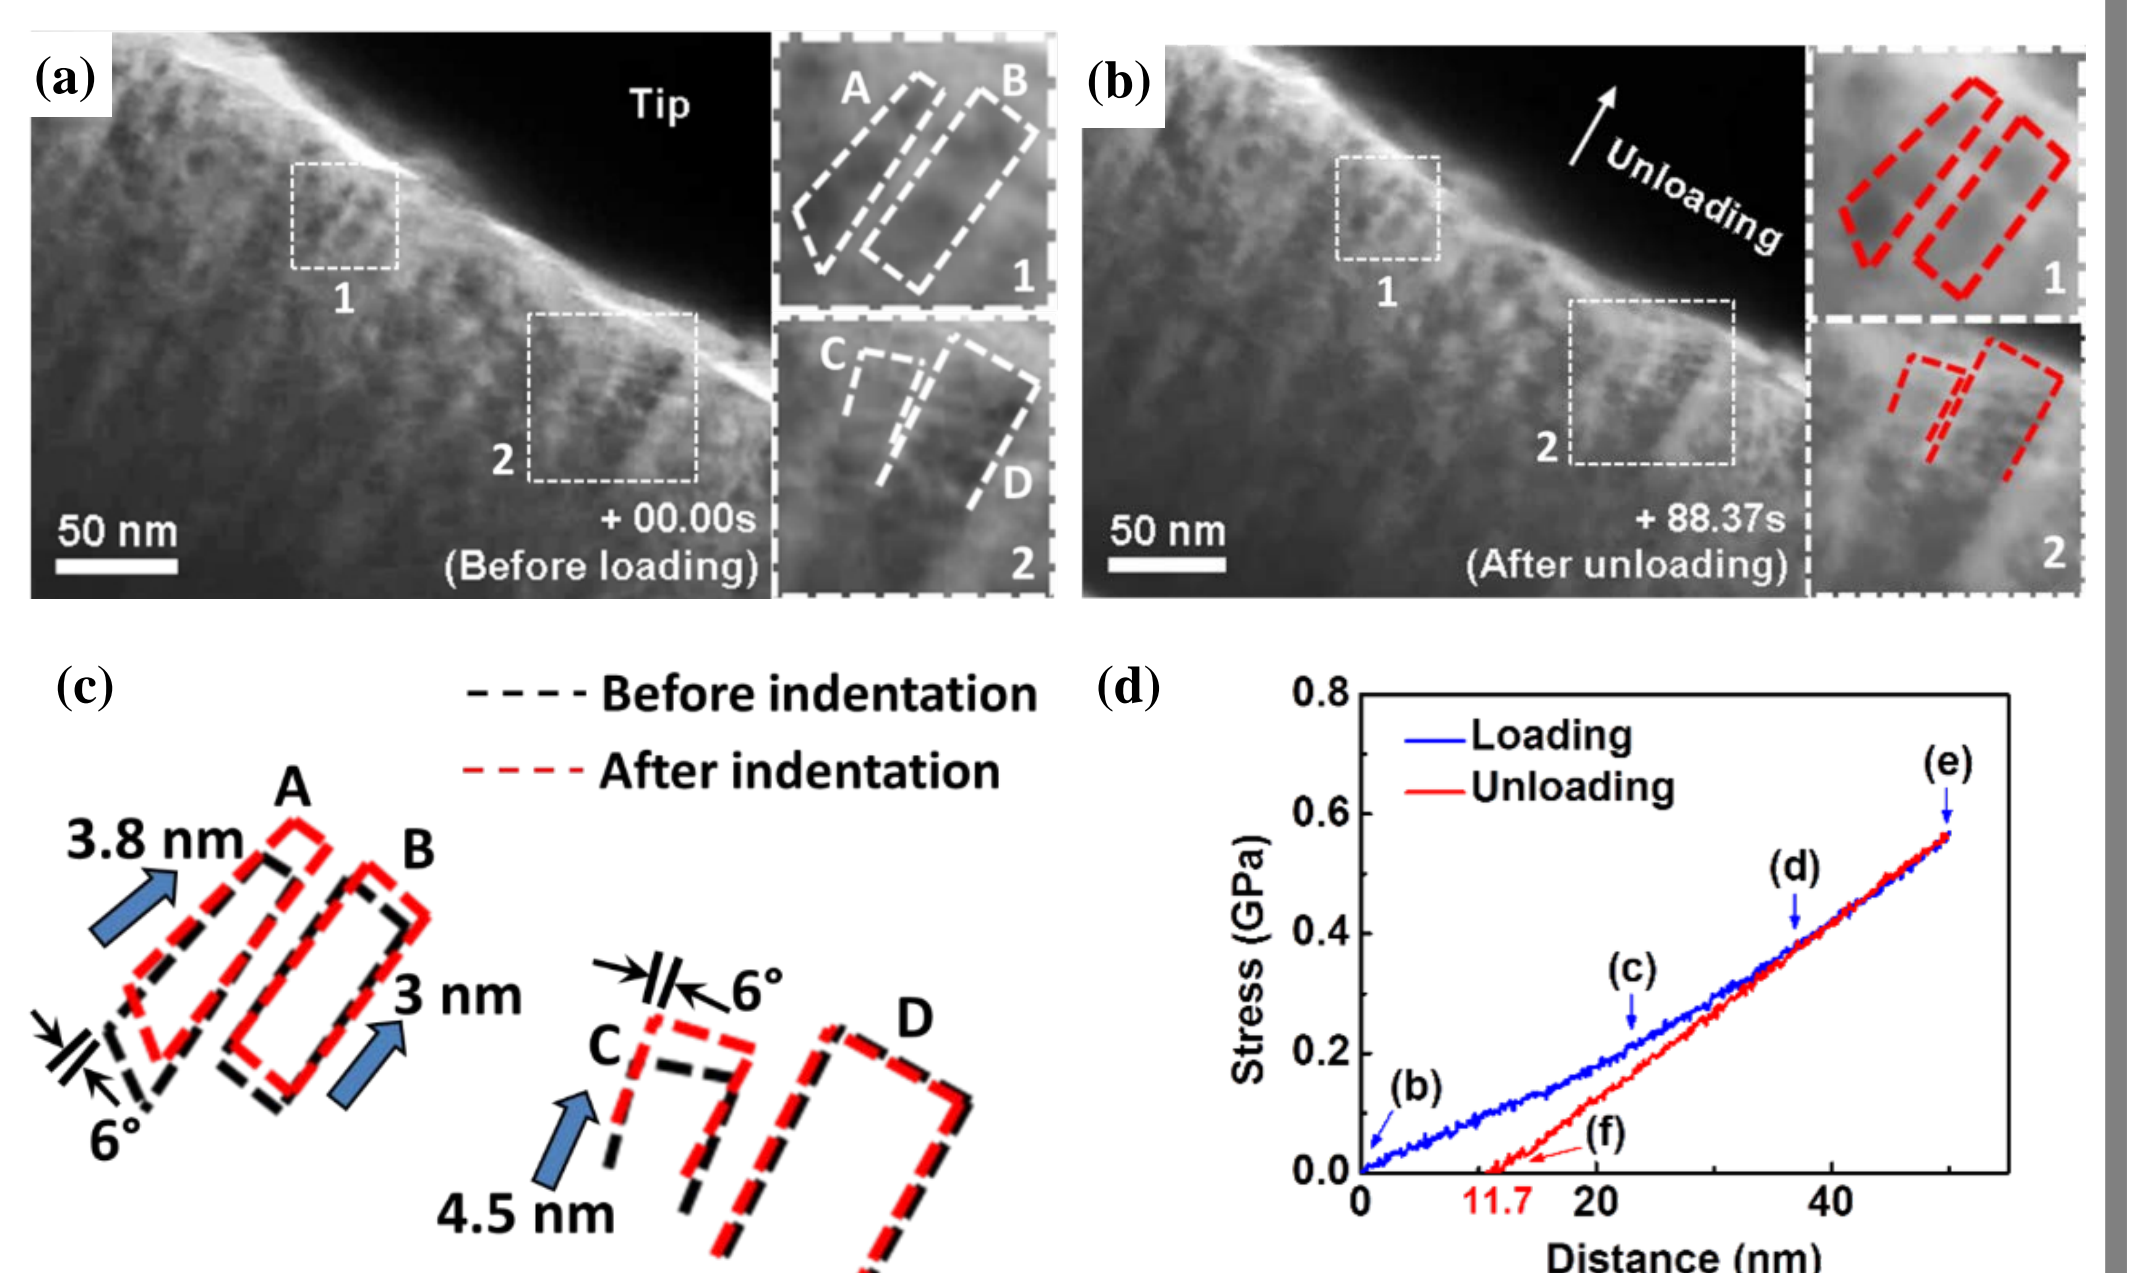 (a)
Tip
A
B
1
1
C
D
2
2
50 nm
+ 00.00s
(Before loading)
(b)
Unloading
1
1
2
2
50 nm
+ 88.37s
(After unloading)
(c)
Before indentation
After indentation
A
3.8 nm
B
3 nm
6°
6°
C
D
4.5 nm
(d)
0.8
Loading
Unloading
(e)
0.6
(d)
Stress (GPa)
0.4
(c)
0.2
(b)
(f)
0.0
0
11.7
20
40
Distance (nm)